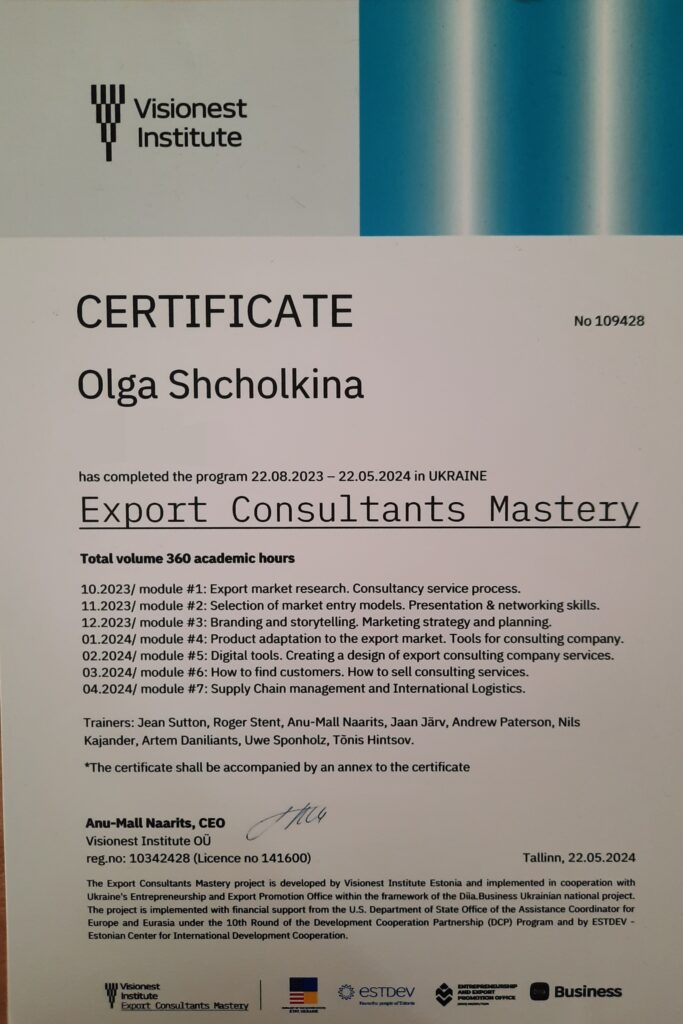 Visionest
Institute
CERTIFICATE
No 109428
Olga Shcholkina
has completed the program 22.08.2023 – 22.05.2024 in UKRAINE
Export Consultants Mastery
Total volume 360 academic hours
10.2023/ module #1: Export market research. Consultancy service process.
11.2023/ module #2: Selection of market entry models. Presentation & networking skills.
12.2023/ module #3: Branding and storytelling. Marketing strategy and planning.
01.2024/ module #4: Product adaptation to the export market. Tools for consulting company.
02.2024/ module #5: Digital tools. Creating a design of export consulting company services.
03.2024/ module #6: How to find customers. How to sell consulting services.
04.2024/ module #7: Supply Chain management and International Logistics.
Trainers: Jean Sutton, Roger Stent, Anu-Mall Naarits, Jaan Järv, Andrew Paterson, Nils
Kajander, Artem Daniliants, Uwe Sponholz, Tõnis Hintsov.
*The certificate shall be accompanied by an annex to the certificate
Anu-Mall Naarits, CEO
Visionest Institute OÜ
reg.no: 10342428 (Licence no 141600)
Tallinn, 22.05.2024
The Export Consultants Mastery project is developed by Visionest Institute Estonia and implemented in cooperation with
Ukraine's Entrepreneurship and Export Promotion Office within the framework of the Diia.Business Ukrainian national project.
The project is implemented with financial support from the U.S. Department of State Office of the Assistance Coordinator for
Europe and Eurasia under the 10th Round of the Development Cooperation Partnership (DCP) Program and by ESTDEV -
Estonian Center for International Development Cooperation.
Visionest
Institute
Export Consultants Mastery
ESTDEV
ENTREPRENEURSHIP
AND EXPORT
PROMOTION OFFICE
Business